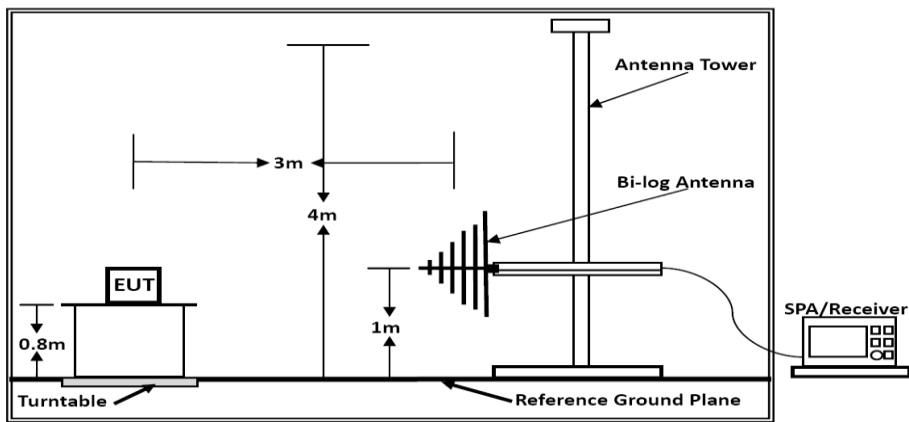 Antenna Tower
3m
Bi-log Antenna
4m
EUT
SPA/Receiver
1m
0.8m
Turntable
Reference Ground Plane